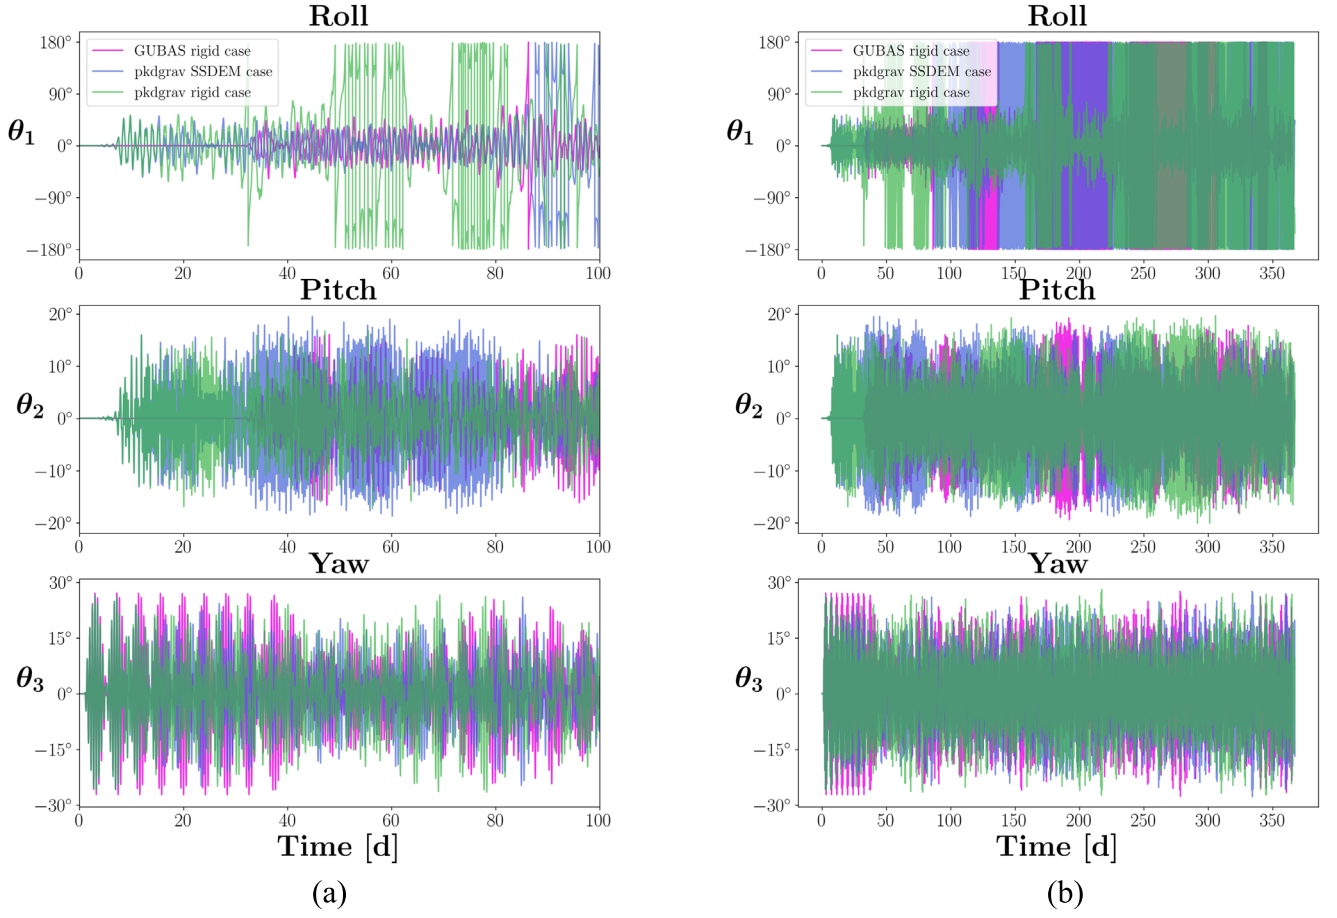 Roll
180°
90°
0°
−90°
−180°
θ1
GUBAS rigid case
pkdgrav SSDEM case
pkdgrav rigid case
0 20 40 60 80 100
Pitch
20°
10°
0°
−10°
−20°
θ2
0 20 40 60 80 100
Yaw
30°
15°
0°
−15°
−30°
θ3
0 20 40 60 80 100
Time [d]
(a)
Roll
180°
90°
0°
−90°
−180°
θ1
GUBAS rigid case
pkdgrav SSDEM case
pkdgrav rigid case
0 50 100 150 200 250 300 350
Pitch
20°
10°
0°
−10°
−20°
θ2
0 50 100 150 200 250 300 350
Yaw
30°
15°
0°
−15°
−30°
θ3
0 50 100 150 200 250 300 350
Time [d]
(b)